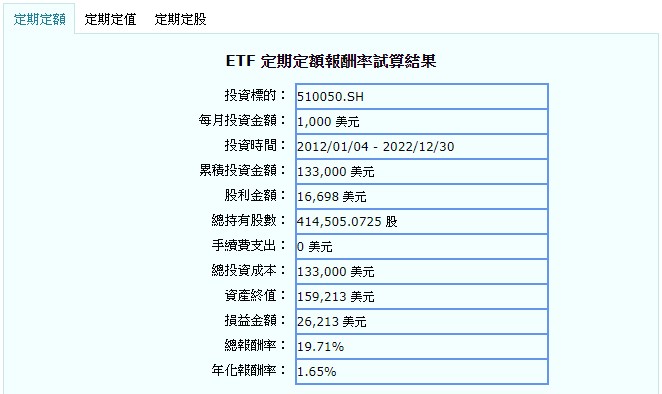 定期定額 定期定值 定期定股
ETF 定期定額報酬率試算結果
投資標的： 510050.SH
每月投資金額： 1,000 美元
投資時間： 2012/01/04 - 2022/12/30
累積投資金額： 133,000 美元
股利金額： 16,698 美元
總持有股數： 414,505.0725 股
手續費支出： 0 美元
總投資成本： 133,000 美元
資產終值： 159,213 美元
損益金額： 26,213 美元
總報酬率： 19.71%
年化報酬率： 1.65%